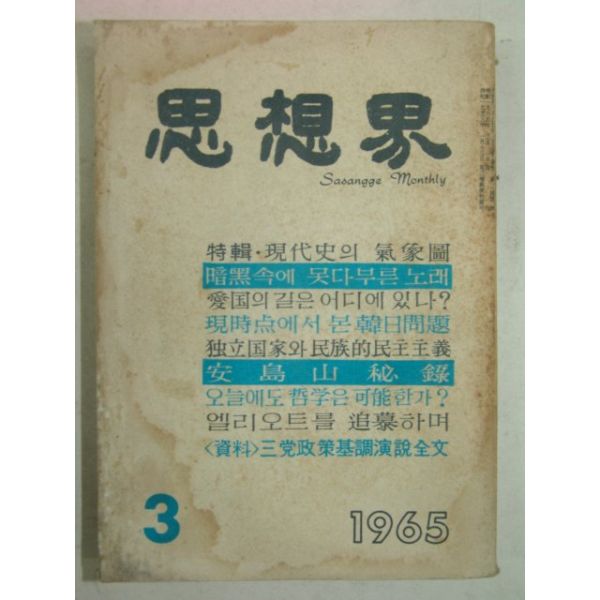 思想界
Sasangge Monthly
特輯·現代史의 氣象圖
暗黑속에 못다부른 노래
愛国의 길은 어디에 있나?
現時点에서 본 韓日問題
独立国家와 民族的民主主義
安島山秘錄
오늘에도 哲学은 可能한가?
엘리오트를 追慕하며
〈資料〉三党政策基調演說全文
3
1965